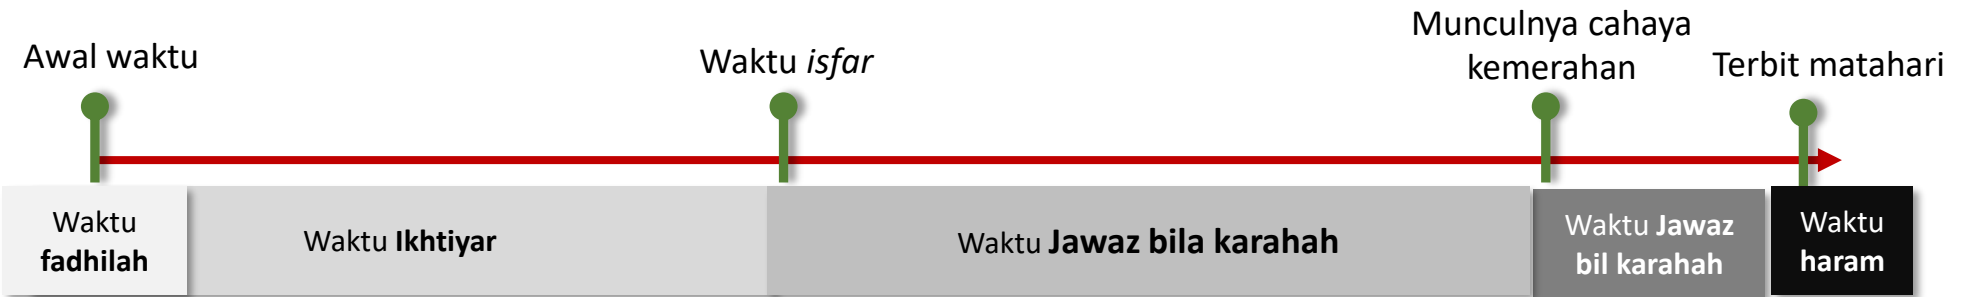 Awal waktu
Waktu isfar
Munculnya cahaya
kemerahan
Terbit matahari
Waktu
fadhilah
Waktu Ikhtiyar
Waktu Jawaz bila karahah
Waktu Jawaz
bil karahah
Waktu
haram